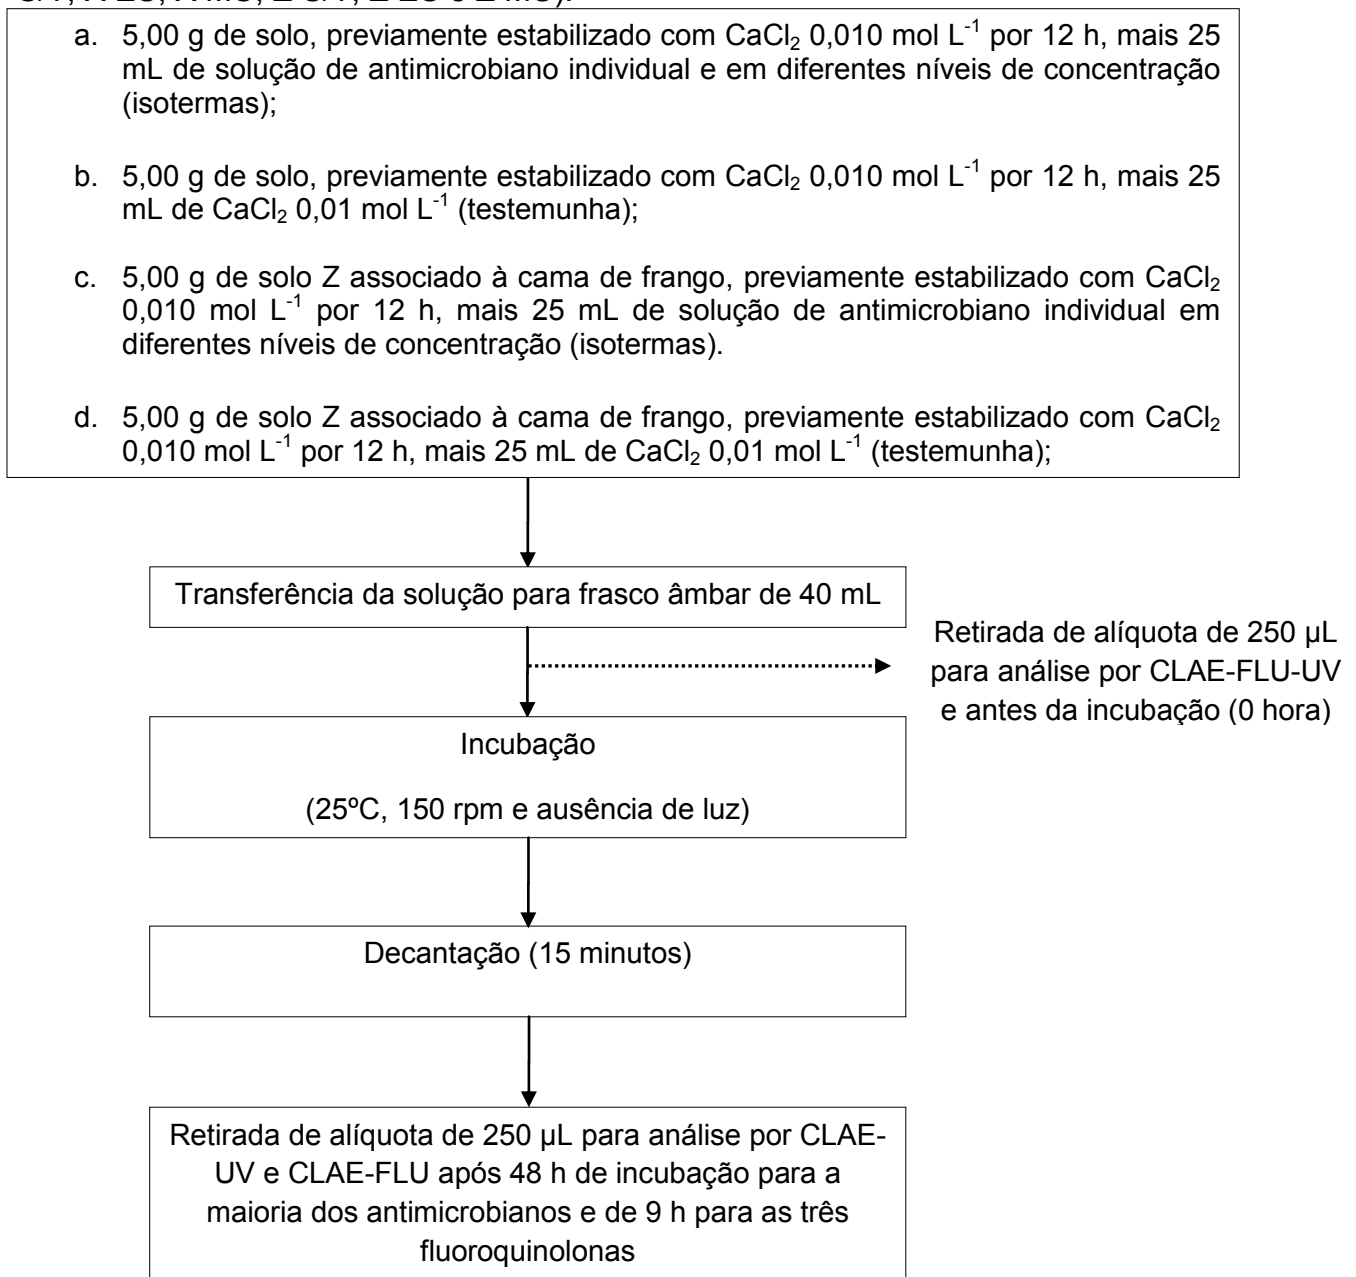 a. 5,00 g de solo, previamente estabilizado com CaCl₂ 0,010 mol L⁻¹ por 12 h, mais 25
mL de solução de antimicrobiano individual e em diferentes níveis de concentração
(isotermas);
b. 5,00 g de solo, previamente estabilizado com CaCl₂ 0,010 mol L⁻¹ por 12 h, mais 25
mL de CaCl₂ 0,01 mol L⁻¹ (testemunha);
c. 5,00 g de solo Z associado à cama de frango, previamente estabilizado com CaCl₂
0,010 mol L⁻¹ por 12 h, mais 25 mL de solução de antimicrobiano individual em
diferentes níveis de concentração (isotermas).
d. 5,00 g de solo Z associado à cama de frango, previamente estabilizado com CaCl₂
0,010 mol L⁻¹ por 12 h, mais 25 mL de CaCl₂ 0,01 mol L⁻¹ (testemunha);
Transferência da solução para frasco âmbar de 40 mL
Retirada de alíquota de 250 µL
para análise por CLAE-FLU-UV
e antes da incubação (0 hora)
Incubação
(25ºC, 150 rpm e ausência de luz)
Decantação (15 minutos)
Retirada de alíquota de 250 µL para análise por CLAE-
UV e CLAE-FLU após 48 h de incubação para a
maioria dos antimicrobianos e de 9 h para as três
fluoroquinolonas